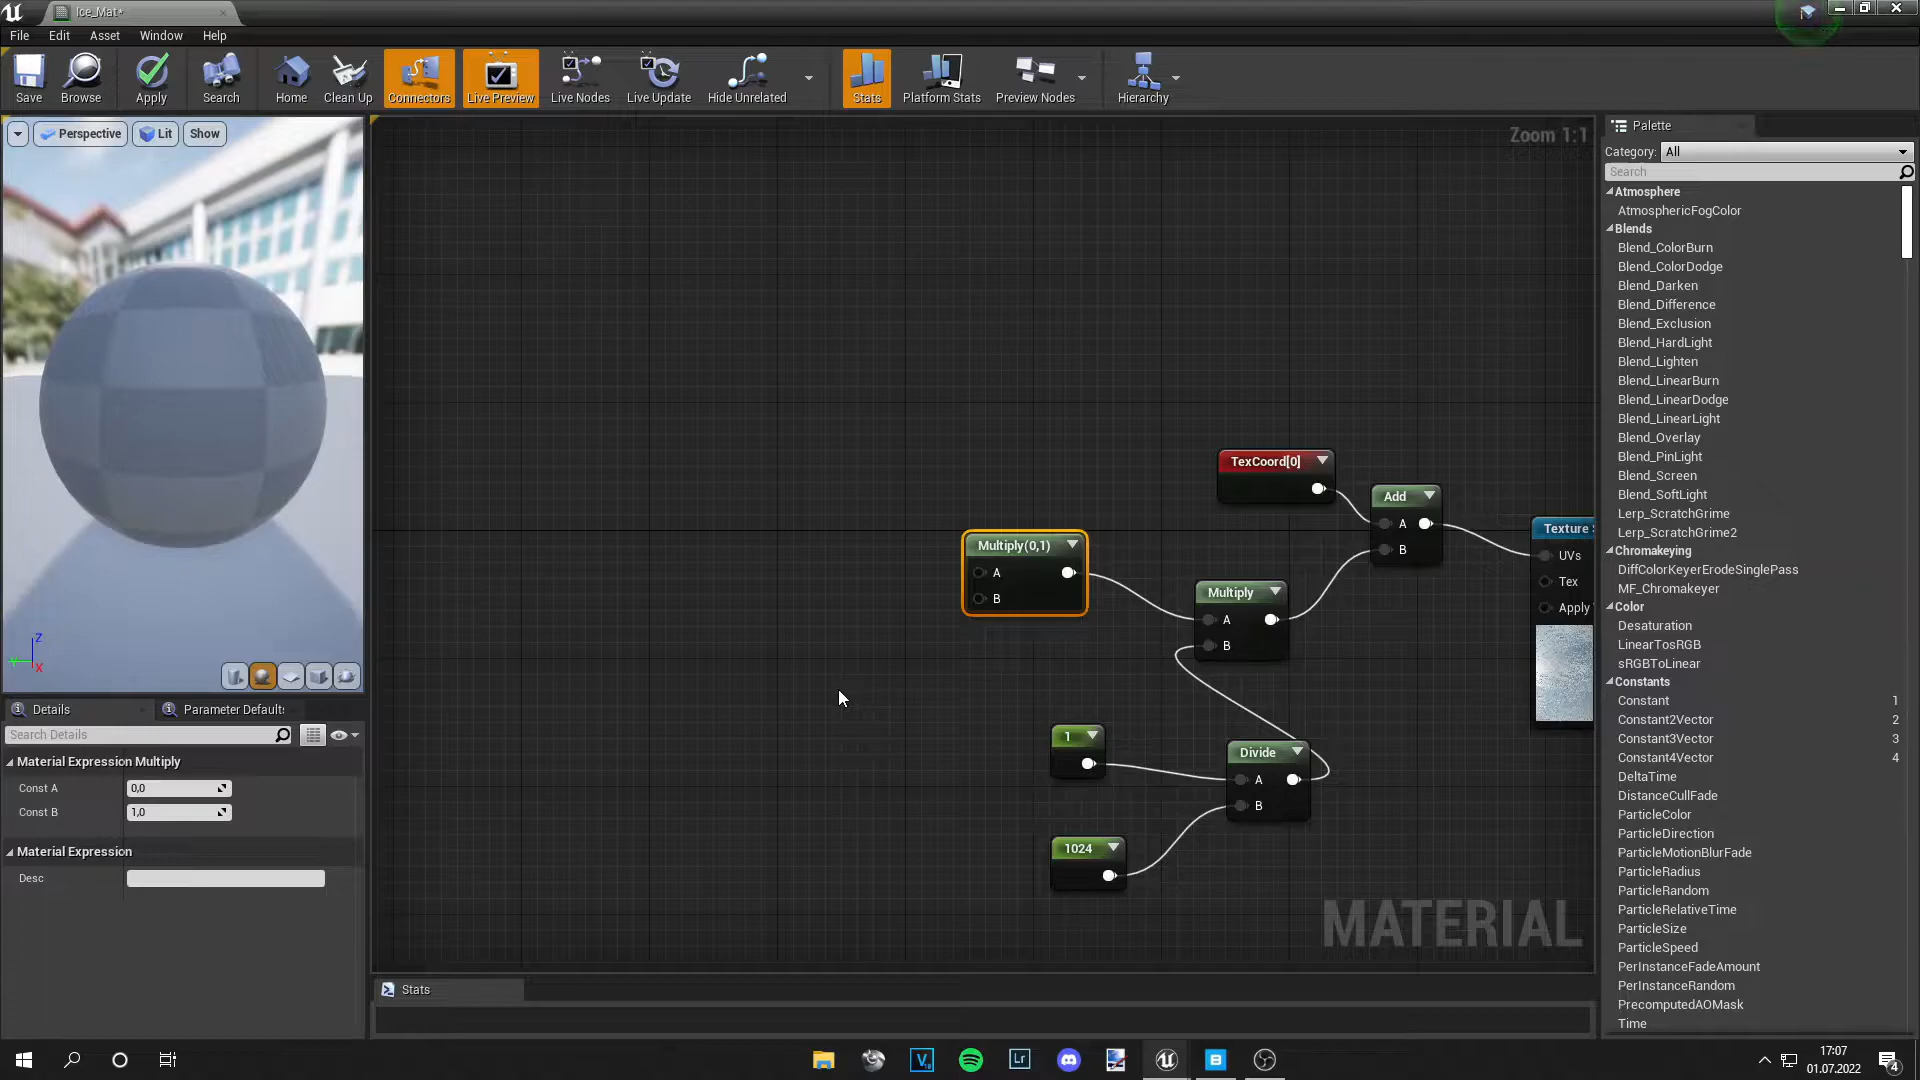 Ice_Mat*
File Edit Asset Window Help
Save Browse Apply Search Home Clean Up Connectors Live Preview Live Nodes Live Update Hide Unrelated Stats Platform Stats Preview Nodes Hierarchy
Perspective Lit Show
Z
X
Details Parameter Defaults
Search Details
Material Expression Multiply
Const A 0,0
Const B 1,0
Material Expression
Desc
Zoom 1:1
TexCoord[0]
Add
A
B
Multiply(0,1)
A
B
Multiply
A
B
Texture
UVs
Tex
Apply
1
Divide
A
B
1024
MATERIAL
Stats
Palette
Category: All
Search
Atmosphere
AtmosphericFogColor
Blends
Blend_ColorBurn
Blend_ColorDodge
Blend_Darken
Blend_Difference
Blend_Exclusion
Blend_HardLight
Blend_Lighten
Blend_LinearBurn
Blend_LinearDodge
Blend_LinearLight
Blend_Overlay
Blend_PinLight
Blend_Screen
Blend_SoftLight
Lerp_ScratchGrime
Lerp_ScratchGrime2
Chromakeying
DiffColorKeyerErodeSinglePass
MF_Chromakeyer
Color
Desaturation
LinearTosRGB
sRGBToLinear
Constants
Constant 1
Constant2Vector 2
Constant3Vector 3
Constant4Vector 4
DeltaTime
DistanceCullFade
ParticleColor
ParticleDirection
ParticleMotionBlurFade
ParticleRadius
ParticleRandom
ParticleRelativeTime
ParticleSize
ParticleSpeed
PerInstanceFadeAmount
PerInstanceRandom
PrecomputedAOMask
Time
Lr
17:07
01.07.2022
4